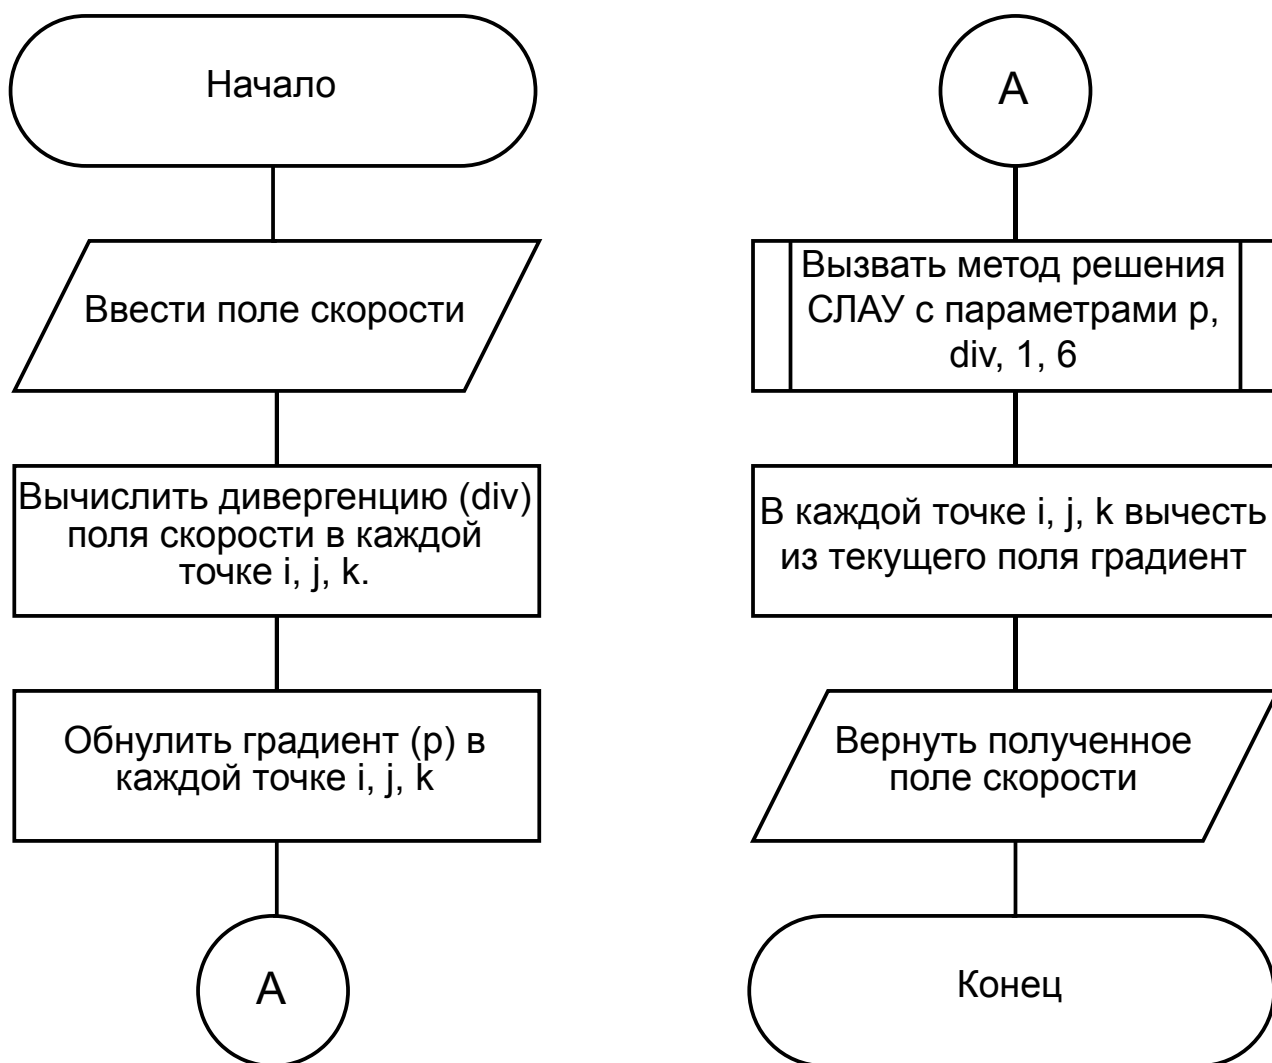 Начало
Ввести поле скорости
Вычислить дивергенцию (div)
поля скорости в каждой
точке i, j, k.
Обнулить градиент (p) в
каждой точке i, j, k
A
A
Вызвать метод решения
СЛАУ с параметрами p,
div, 1, 6
В каждой точке i, j, k вычесть
из текущего поля градиент
Вернуть полученное
поле скорости
Конец